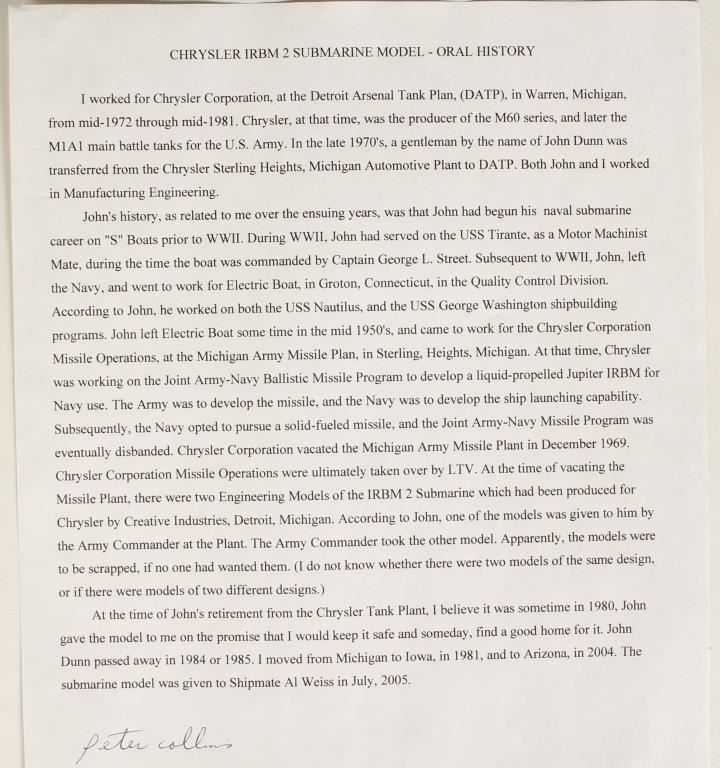 CHRYSLER IRBM 2 SUBMARINE MODEL - ORAL HISTORY
I worked for Chrysler Corporation, at the Detroit Arsenal Tank Plan, (DATP), in Warren, Michigan,
from mid-1972 through mid-1981. Chrysler, at that time, was the producer of the M60 series, and later the
M1A1 main battle tanks for the U.S. Army. In the late 1970's, a gentleman by the name of John Dunn was
transferred from the Chrysler Sterling Heights, Michigan Automotive Plant to DATP. Both John and I worked
in Manufacturing Engineering.
John's history, as related to me over the ensuing years, was that John had begun his naval submarine
career on "S" Boats prior to WWII. During WWII, John had served on the USS Tirante, as a Motor Machinist
Mate, during the time the boat was commanded by Captain George L. Street. Subsequent to WWII, John, left
the Navy, and went to work for Electric Boat, in Groton, Connecticut, in the Quality Control Division.
According to John, he worked on both the USS Nautilus, and the USS George Washington shipbuilding
programs. John left Electric Boat some time in the mid 1950's, and came to work for the Chrysler Corporation
Missile Operations, at the Michigan Army Missile Plan, in Sterling, Heights, Michigan. At that time, Chrysler
was working on the Joint Army-Navy Ballistic Missile Program to develop a liquid-propelled Jupiter IRBM for
Navy use. The Army was to develop the missile, and the Navy was to develop the ship launching capability.
Subsequently, the Navy opted to pursue a solid-fueled missile, and the Joint Army-Navy Missile Program was
eventually disbanded. Chrysler Corporation vacated the Michigan Army Missile Plant in December 1969.
Chrysler Corporation Missile Operations were ultimately taken over by LTV. At the time of vacating the
Missile Plant, there were two Engineering Models of the IRBM 2 Submarine which had been produced for
Chrysler by Creative Industries, Detroit, Michigan. According to John, one of the models was given to him by
the Army Commander at the Plant. The Army Commander took the other model. Apparently, the models were
to be scrapped, if no one had wanted them. (I do not know whether there were two models of the same design,
or if there were models of two different designs.)
At the time of John's retirement from the Chrysler Tank Plant, I believe it was sometime in 1980, John
gave the model to me on the promise that I would keep it safe and someday, find a good home for it. John
Dunn passed away in 1984 or 1985. I moved from Michigan to Iowa, in 1981, and to Arizona, in 2004. The
submarine model was given to Shipmate Al Weiss in July, 2005.
peter collins